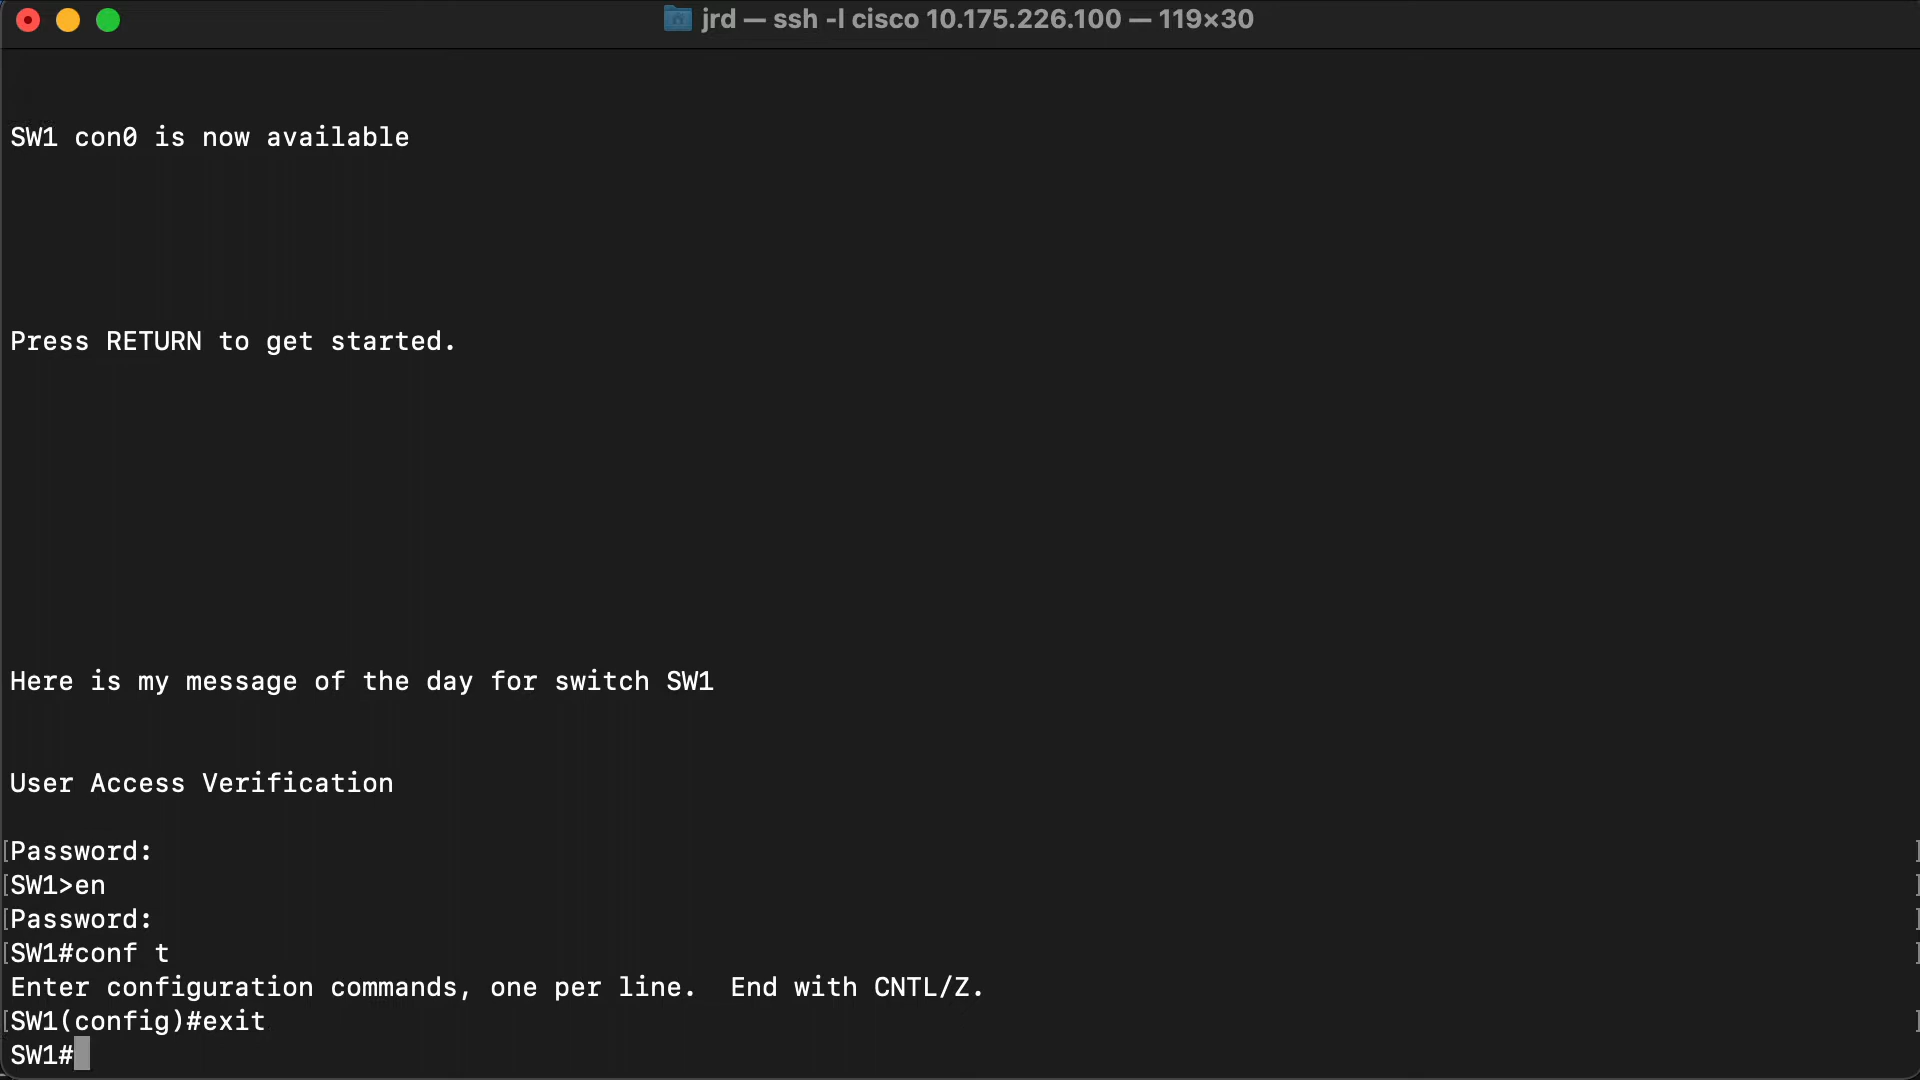 jrd — ssh -l cisco 10.175.226.100 — 119×30
SW1 con0 is now available
Press RETURN to get started.
Here is my message of the day for switch SW1
User Access Verification
[Password: ]
[SW1>en ]
[Password: ]
[SW1#conf t ]
Enter configuration commands, one per line.  End with CNTL/Z.
[SW1(config)#exit ]
SW1#